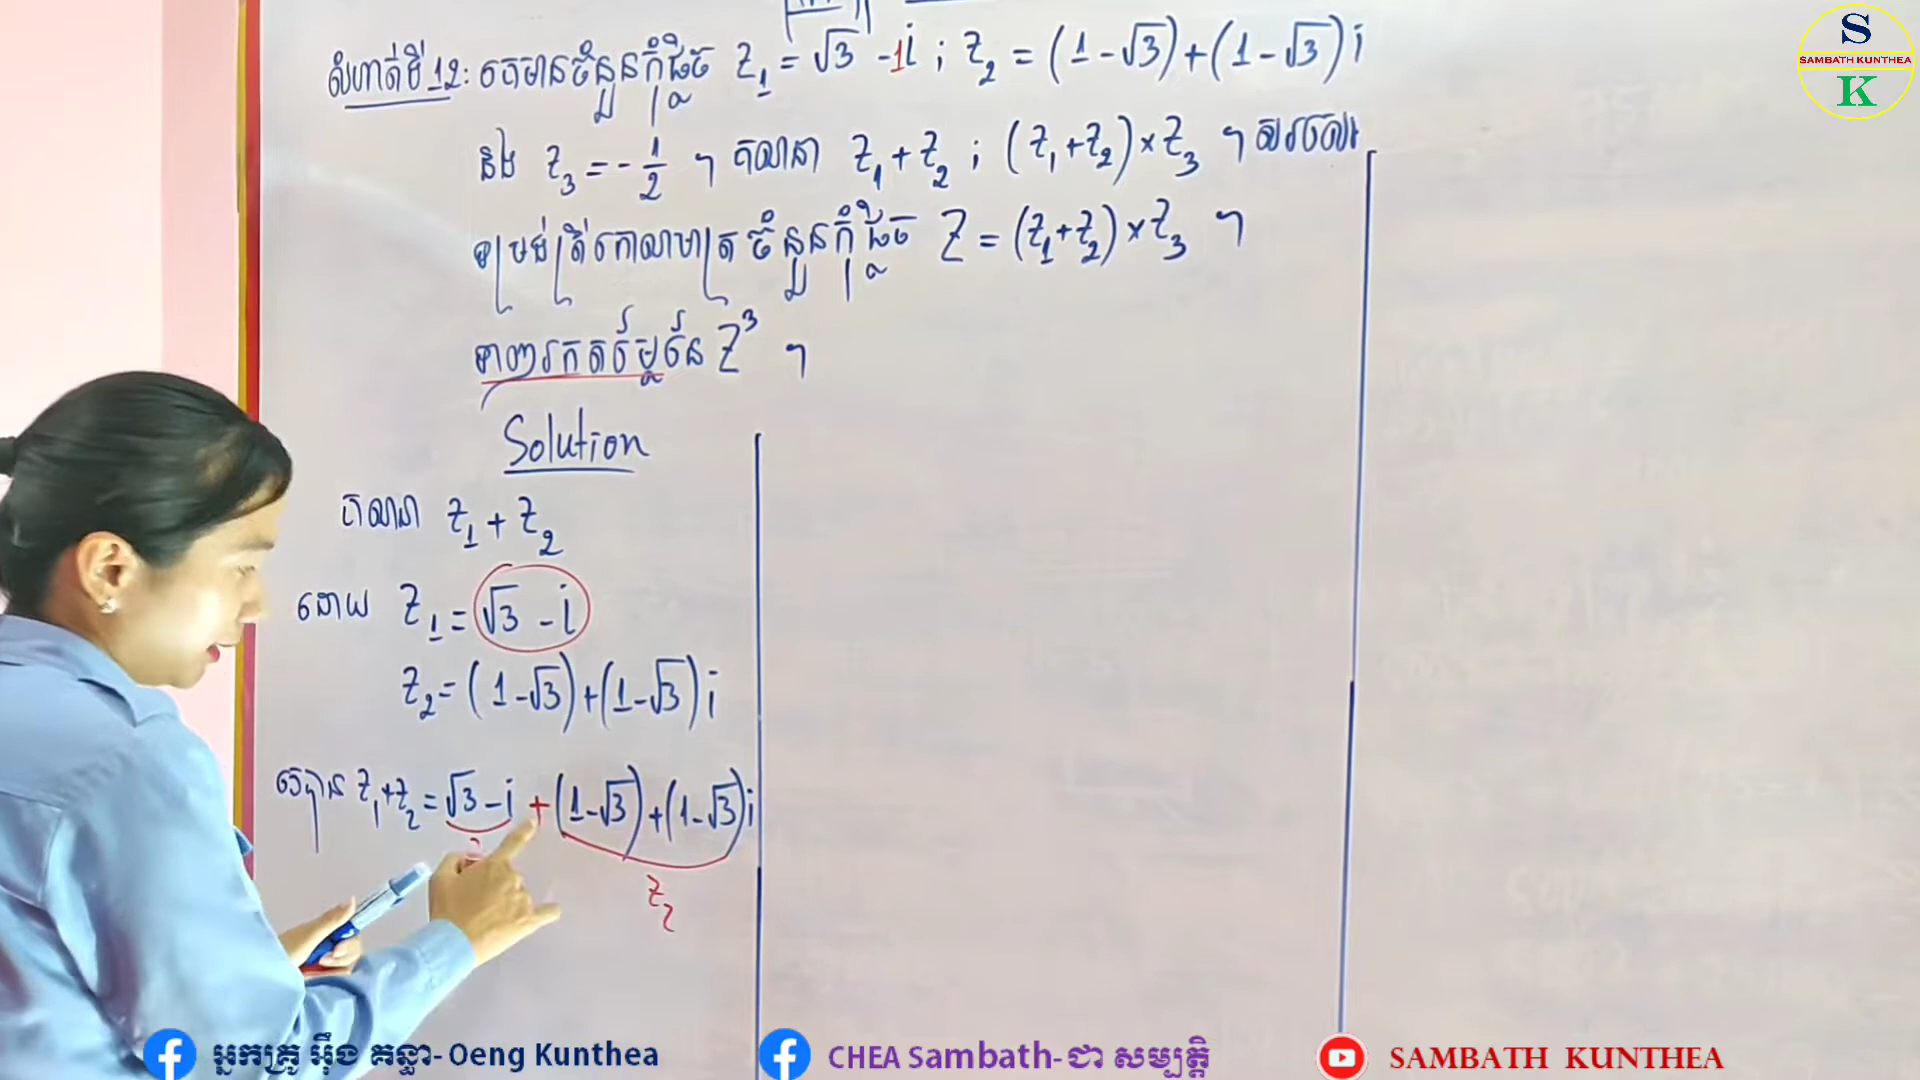 លំហាត់ទី 12: គេមានចំនួនកុំផ្លិច Z₁ = √3 - 1i ; Z₂ = (1-√3)+(1-√3)i
និង Z₃ = -1/2 ។ គណនា Z₁+Z₂ ; (Z₁+Z₂)×Z₃ ។ សរសេរ
ទម្រង់ត្រីកោណមាត្រ ចំនួនកុំផ្លិច Z = (Z₁+Z₂)×Z₃ ។
ទាញរកតម្លៃនៃ Z³ ។
Solution
គណនា Z₁+Z₂
ដោយ Z₁ = √3 - i
Z₂ = (1-√3)+(1-√3)i
គេបាន Z₁+Z₂ = √3 - i + (1-√3)+(1-√3)i
Z₂
S
SAMBATH KUNTHEA
K
អ្នកគ្រូ អ៊ឹង គន្ធា- Oeng Kunthea
CHEA Sambath-ជា សម្បត្តិ
SAMBATH KUNTHEA